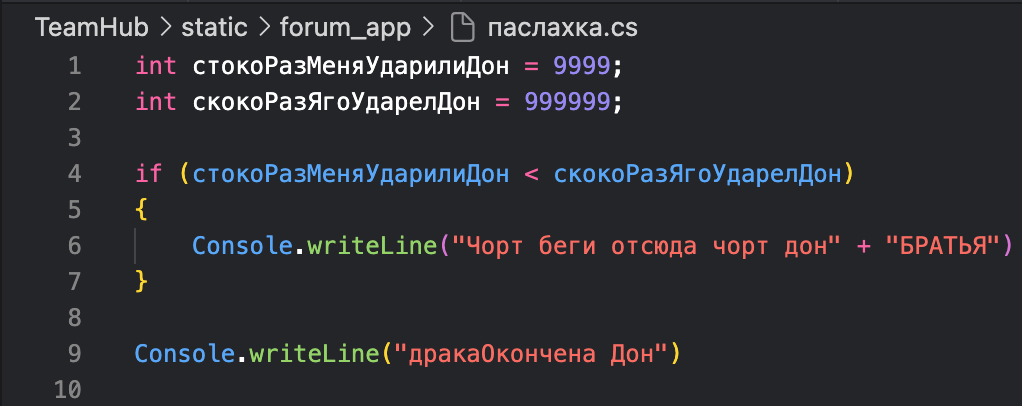 TeamHub > static > forum_app > паслахка.cs
1 int стокоРазМеняУдарилиДон = 9999;
2 int скокоРазЯгоУдарелДон = 999999;
3
4 if (стокоРазМеняУдарилиДон < скокоРазЯгоУдарелДон)
5 {
6 Console.writeLine("Чорт беги отсюда чорт дон" + "БРАТЬЯ")
7 }
8
9 Console.writeLine("дракаОкончена Дон")
10